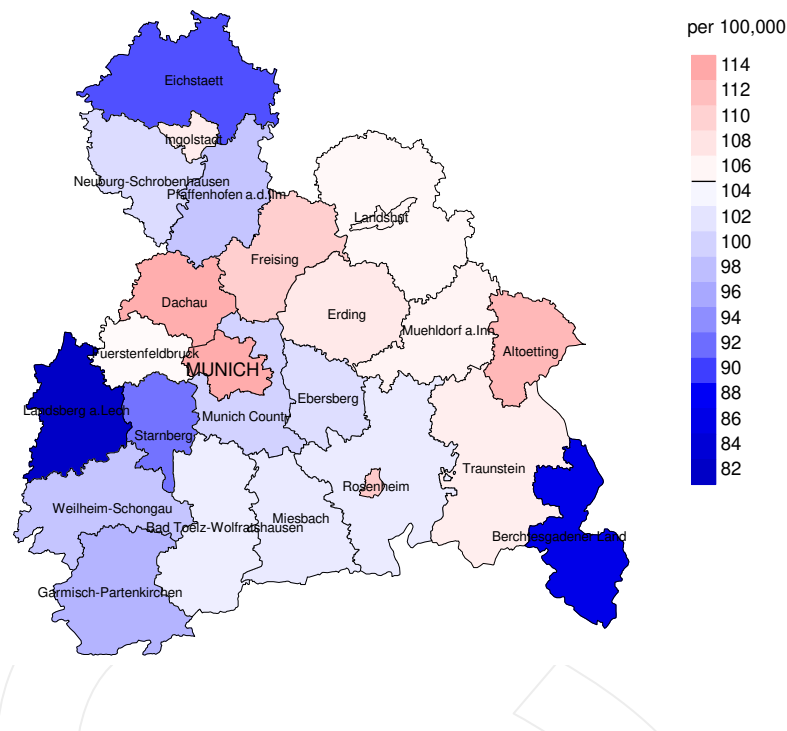 per 100,000
114
112
110
108
106
104
102
100
98
96
94
92
90
88
86
84
82
Eichstaett
Ingolstadt
Neuburg-Schrobenhausen
Pfaffenhofen a.d.Ilm
Landshut
Freising
Dachau
Erding
Muehldorf a.Inn
Altoetting
Fuerstenfeldbruck
MUNICH
Ebersberg
Landsberg a.Lech
Munich County
Starnberg
Traunstein
Rosenheim
Weilheim-Schongau
Miesbach
Bad Toelz-Wolfratshausen
Berchtesgadener Land
Garmisch-Partenkirchen